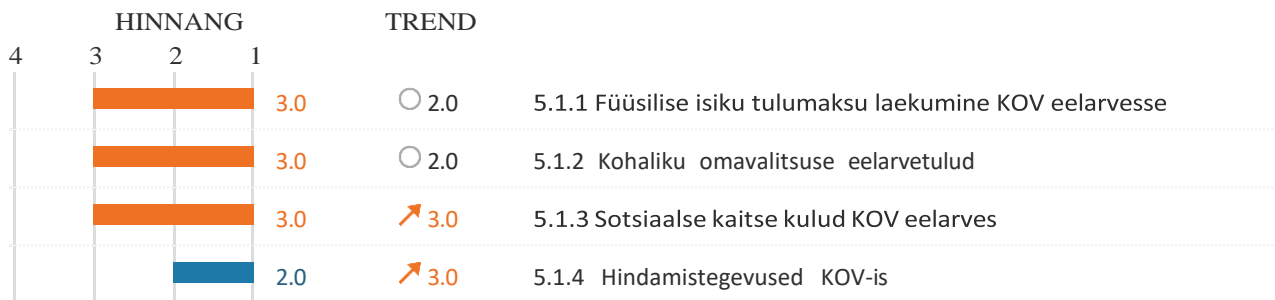 HINNANG TREND
4 3 2 1
3.0 2.0 5.1.1 Füüsilise isiku tulumaksu laekumine KOV eelarvesse
3.0 2.0 5.1.2 Kohaliku omavalitsuse eelarvetulud
3.0 3.0 5.1.3 Sotsiaalse kaitse kulud KOV eelarves
2.0 3.0 5.1.4 Hindamistegevused KOV-is